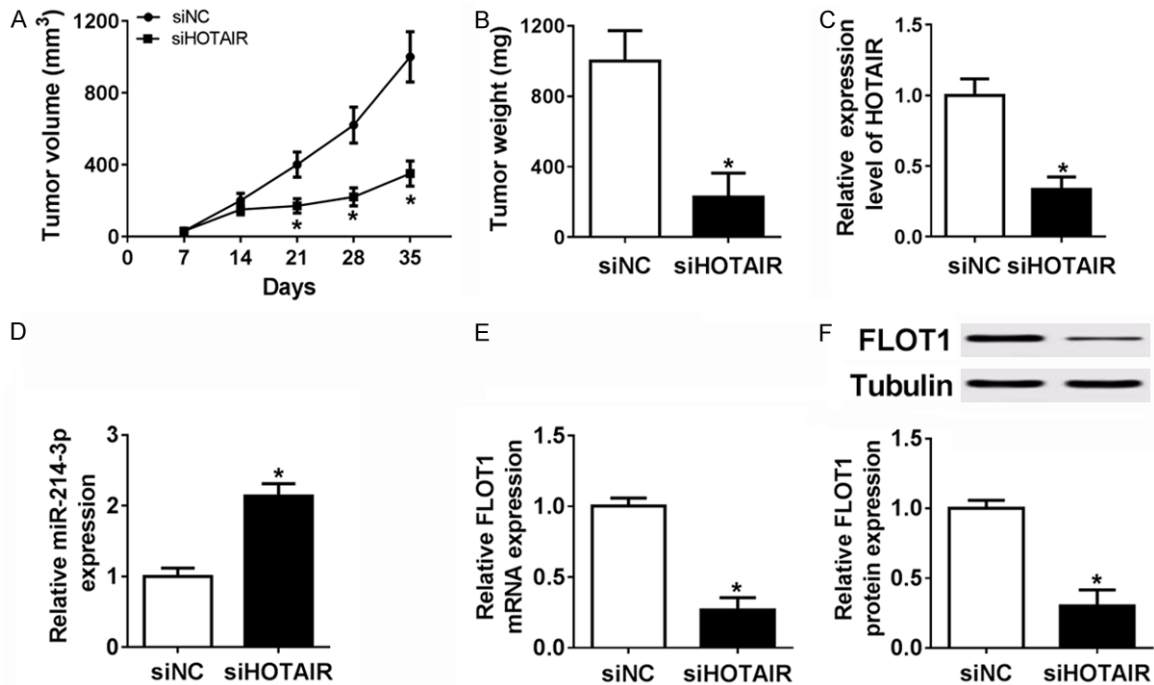 A
siNC
siHOTAIR
Tumor volume (mm³)
1200
800
400
0
0 7 14 21 28 35
* * *
Days
B
Tumor weight (mg)
1200
800
400
0
*
siNC siHOTAIR
C
Relative expression
level of HOTAIR
1.5
1.0
0.5
0.0
*
siNC siHOTAIR
D
Relative miR-214-3p
expression
3
2
1
0
*
siNC siHOTAIR
E
Relative FLOT1
mRNA expression
1.5
1.0
0.5
0.0
*
siNC siHOTAIR
F
FLOT1
Tubulin
Relative FLOT1
protein expression
1.5
1.0
0.5
0.0
*
siNC siHOTAIR